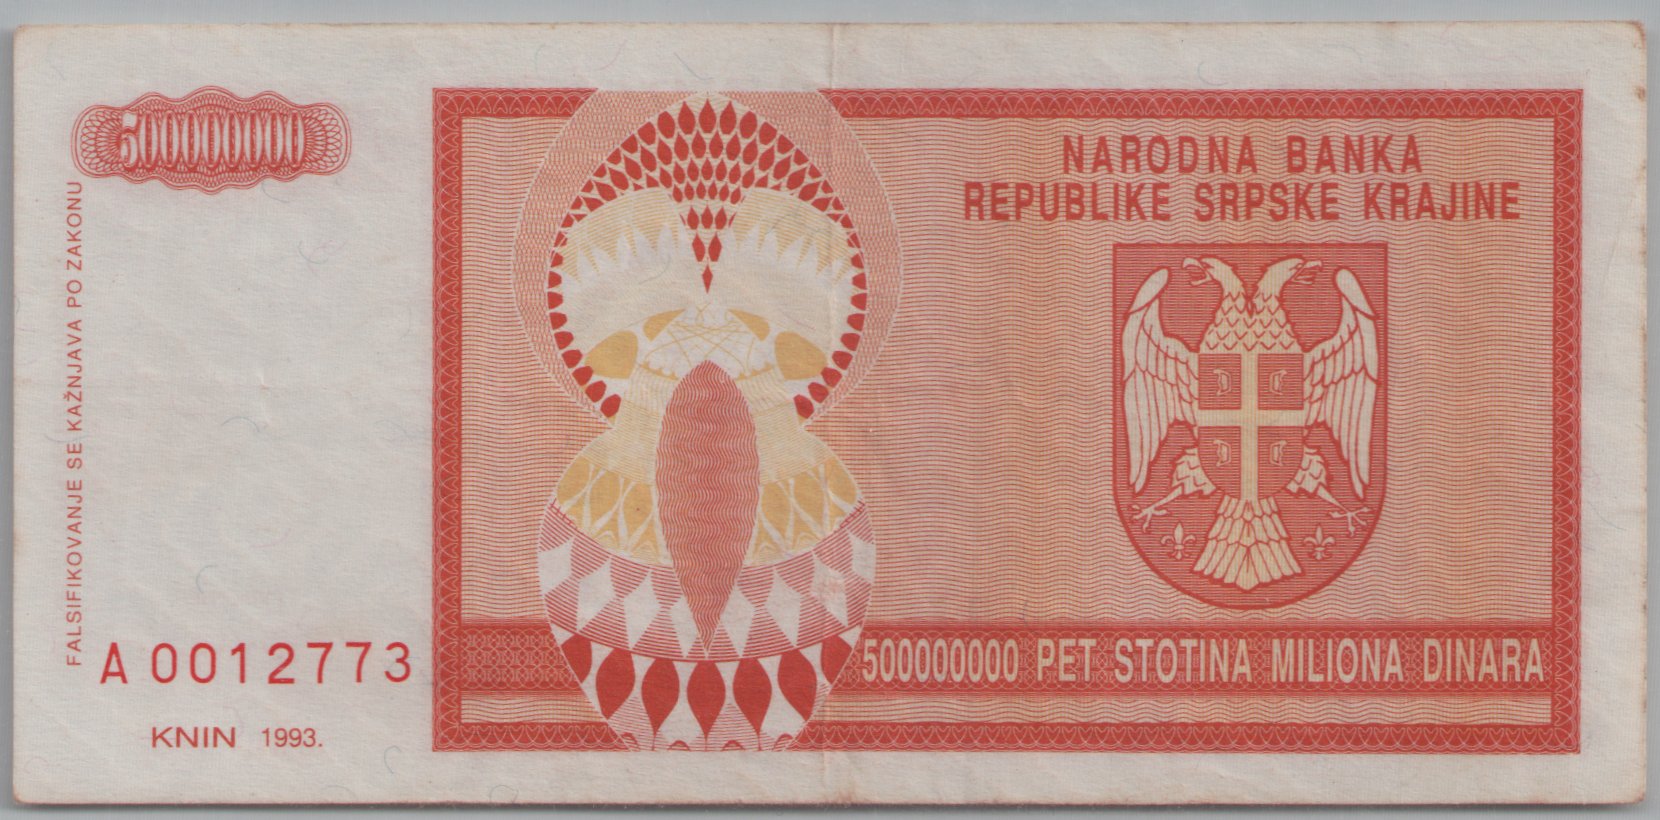 500000000
FALSIFIKOVANJE SE KAŽNJAVA PO ZAKONU
A 0012773
KNIN 1993.
NARODNA BANKA
REPUBLIKE SRPSKE KRAJINE
500000000 PET STOTINA MILIONA DINARA